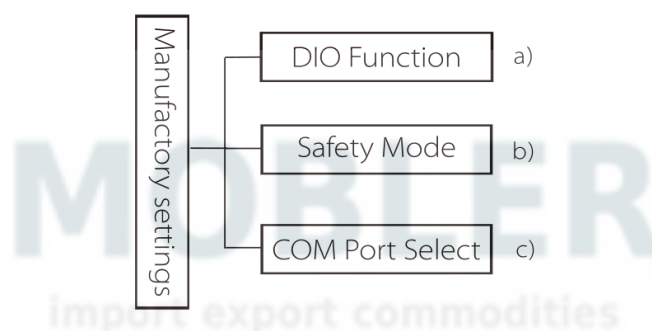 Manufactory settings
DIO Function a)
Safety Mode b)
COM Port Select c)
MOBLER
import export commodities